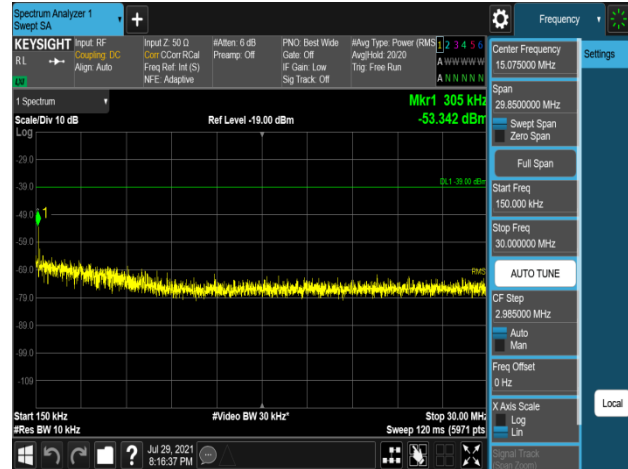 Spectrum Analyzer 1
Swept SA
Frequency
KEYSIGHT
RL
Input: RF
Coupling: DC
Align: Auto
Input Z: 50 Ω
Corr CCorr RCal
Freq Ref: Int (S)
NFE: Adaptive
#Atten: 6 dB
Preamp: Off
PNO: Best Wide
Gate: Off
IF Gain: Low
Sig Track: Off
#Avg Type: Power (RMS
Avg|Hold: 20/20
Trig: Free Run
1 2 3 4 5 6
A W W W W W
A N N N N N
LW
1 Spectrum
Scale/Div 10 dB
Log
Ref Level -19.00 dBm
Mkr1 305 kHz
-53.342 dBm
-29.0
-39.0
DL1 -39.00 dBm
-49.0
1
-59.0
-69.0
RMS
-79.0
-89.0
-99.0
-109
Start 150 kHz
#Res BW 10 kHz
#Video BW 30 kHz*
Stop 30.00 MHz
Sweep 120 ms (5971 pts
Jul 29, 2021
8:16:37 PM
Center Frequency
15.075000 MHz
Span
29.8500000 MHz
Swept Span
Zero Span
Full Span
Start Freq
150.000 kHz
Stop Freq
30.000000 MHz
AUTO TUNE
CF Step
2.985000 MHz
Auto
Man
Freq Offset
0 Hz
X Axis Scale
Log
Lin
Signal Track
(Span Zoom)
Settings
Local